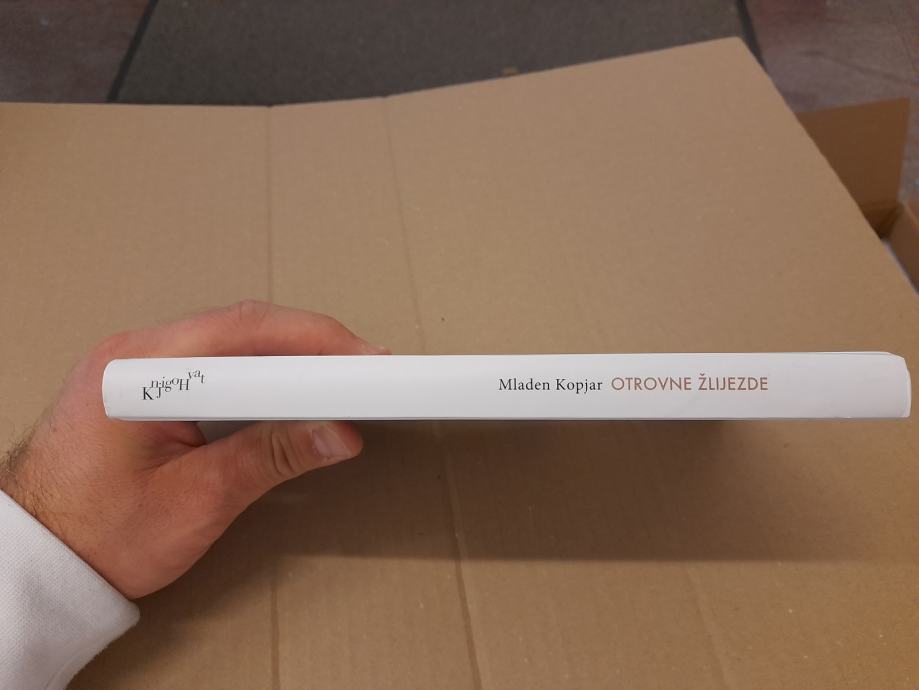 KnjigoHvat
Mladen Kopjar OTROVNE ŽLIJEZDE